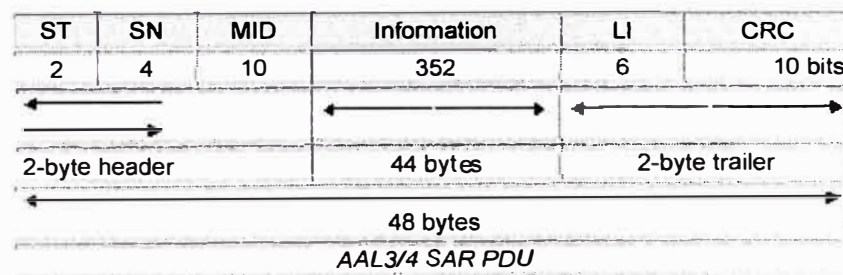 ST SN MID Information LI CRC
2 4 10 352 6 10 bits
2-byte header 44 bytes 2-byte trailer
48 bytes
AAL3/4 SAR PDU